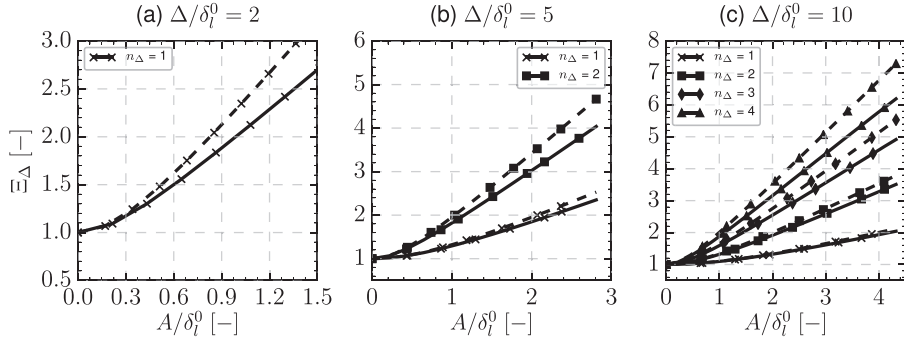 (a) Δ/δ_l^0 = 2
(b) Δ/δ_l^0 = 5
(c) Δ/δ_l^0 = 10
Ξ_Δ [−]
3.0
2.5
2.0
1.5
1.0
0.5
n_Δ = 1
0.0 0.3 0.6 0.9 1.2 1.5
A/δ_l^0 [−]
6
5
4
3
2
1
n_Δ = 1
n_Δ = 2
0 1 2 3
A/δ_l^0 [−]
8
7
6
5
4
3
2
1
n_Δ = 1
n_Δ = 2
n_Δ = 3
n_Δ = 4
0 1 2 3 4
A/δ_l^0 [−]